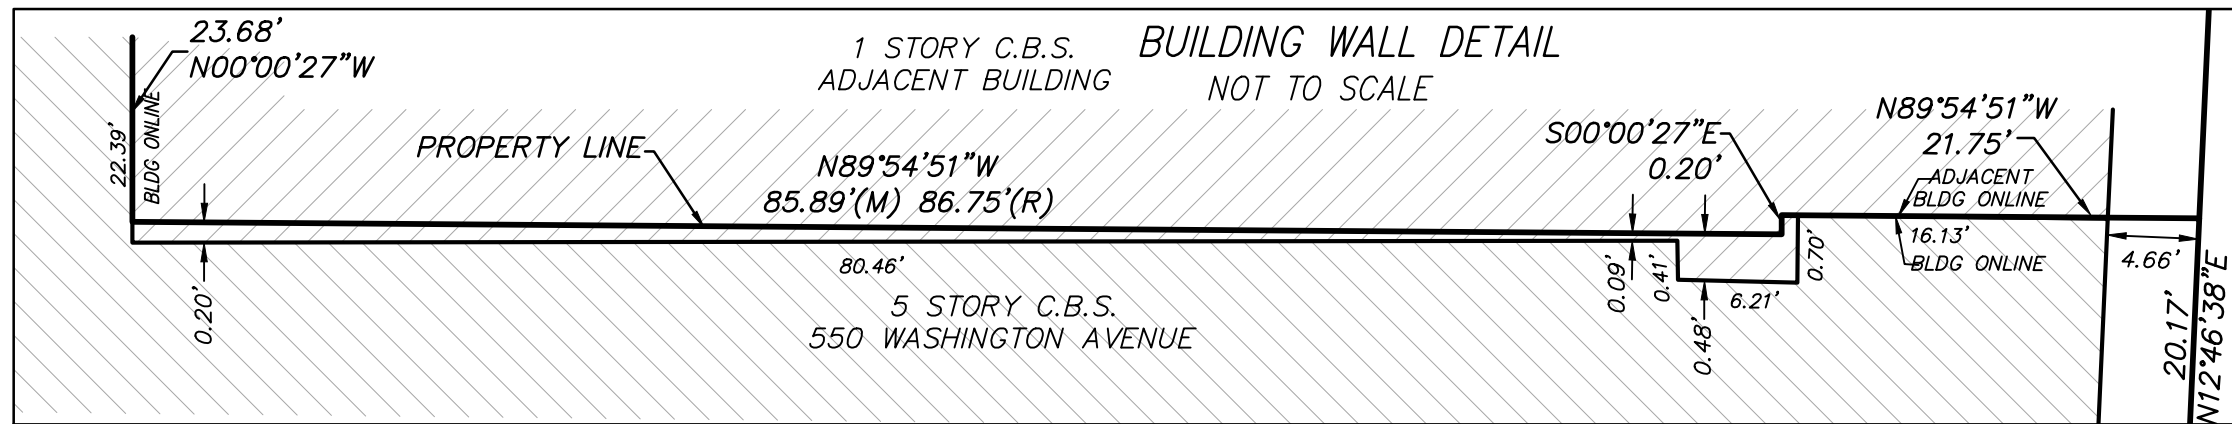 23.68'
N00°00'27"W
1 STORY C.B.S.
ADJACENT BUILDING
BUILDING WALL DETAIL
NOT TO SCALE
22.39'
BLDG ONLINE
PROPERTY LINE
N89°54'51"W
85.89'(M) 86.75'(R)
S00°00'27"E
0.20'
N89°54'51"W
21.75'
ADJACENT
BLDG ONLINE
16.13'
BLDG ONLINE
4.66'
0.20'
80.46'
0.09'
0.41'
0.48'
6.21'
0.70'
5 STORY C.B.S.
550 WASHINGTON AVENUE
20.17'
N12°46'38"E